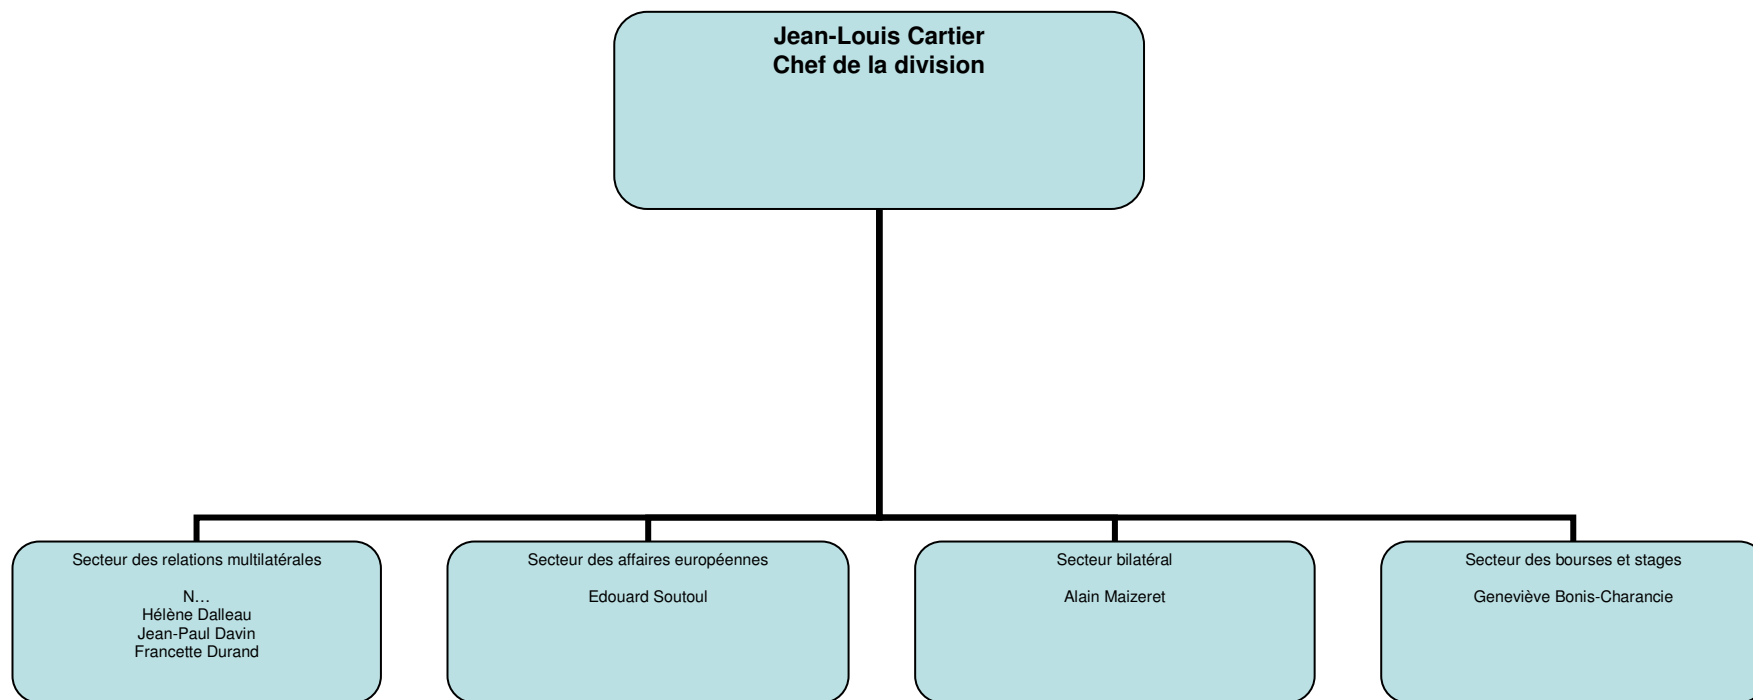 Jean-Louis Cartier
Chef de la division
Secteur des relations multilatérales
N…
Hélène Dalleau
Jean-Paul Davin
Francette Durand
Secteur des affaires européennes
Edouard Soutoul
Secteur bilatéral
Alain Maizeret
Secteur des bourses et stages
Geneviève Bonis-Charancie